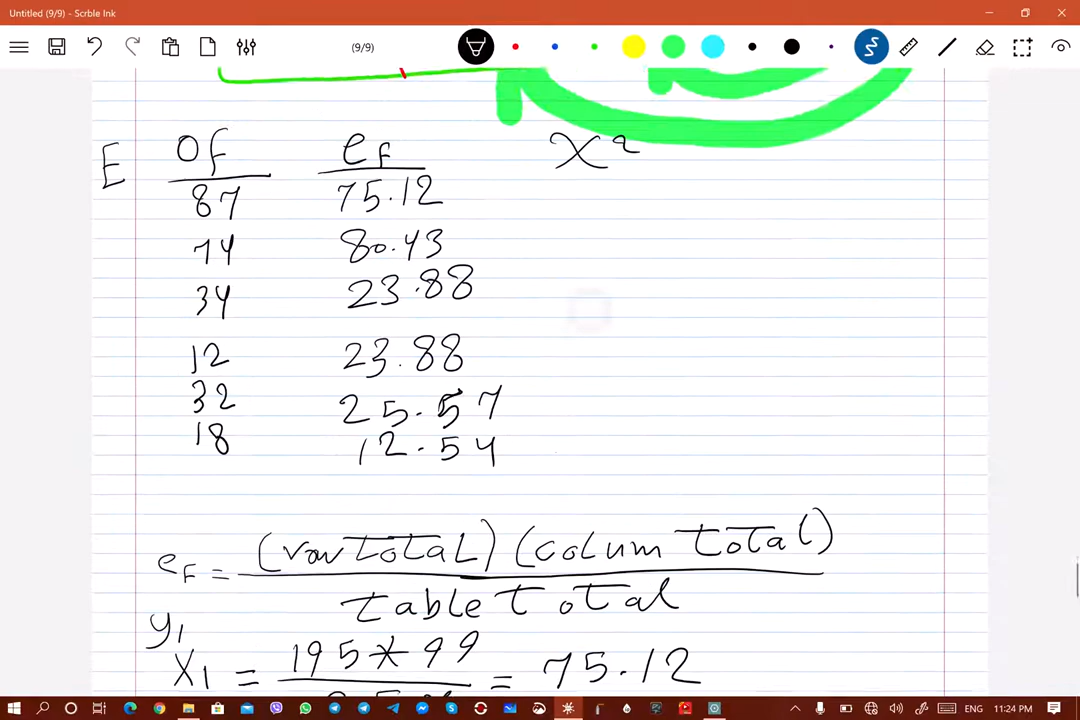 Untitled (9/9) - Scrble Ink
(9/9)
E of eF X²
87 75.12
74 80.43
34 23.88
12 23.88
32 25.57
18 12.54
eF = (row total) (colum total)
table total
y1
x1 = 195*99 = 75.12
ENG 11:24 PM